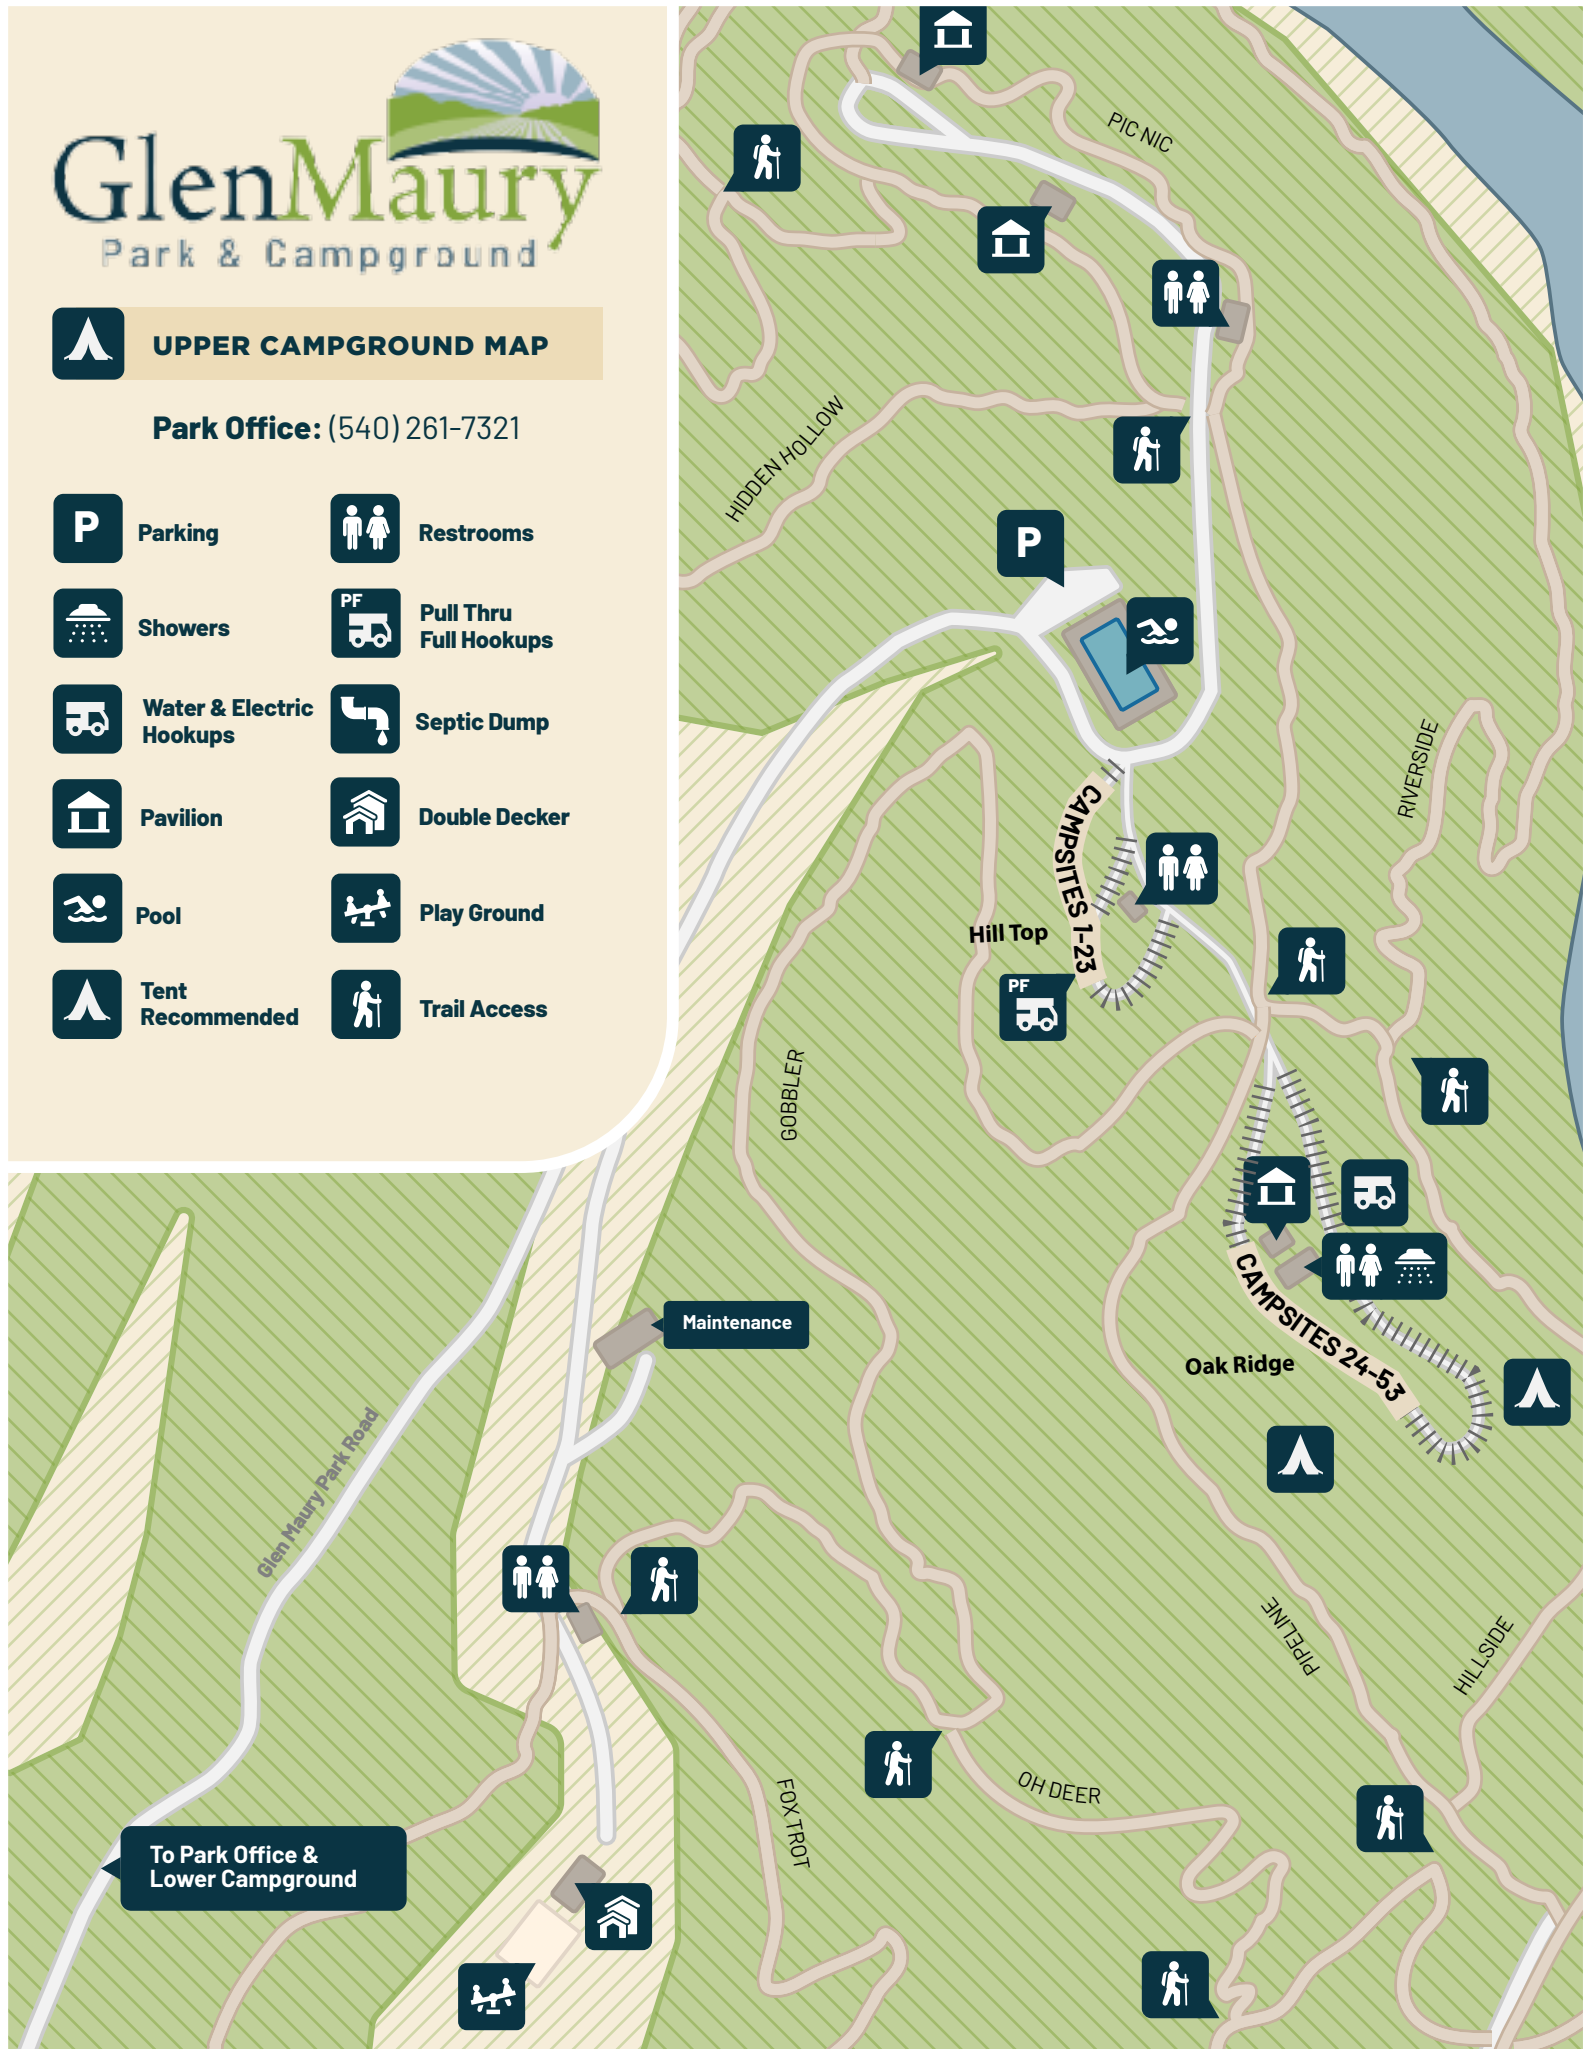 GlenMaury
Park & Campground
UPPER CAMPGROUND MAP
Park Office: (540) 261-7321
P
Parking
Restrooms
Showers
PF
Pull Thru
Full Hookups
Water & Electric
Hookups
Septic Dump
Pavilion
Double Decker
Pool
Play Ground
Tent
Recommended
Trail Access
PIC NIC
HIDDEN HOLLOW
P
RIVERSIDE
CAMPSITES 1-23
Hill Top
PF
GOBBLER
CAMPSITES 24-53
Oak Ridge
Maintenance
Glen Maury Park Road
PIPELINE
HILLSIDE
OH DEER
FOX TROT
To Park Office &
Lower Campground